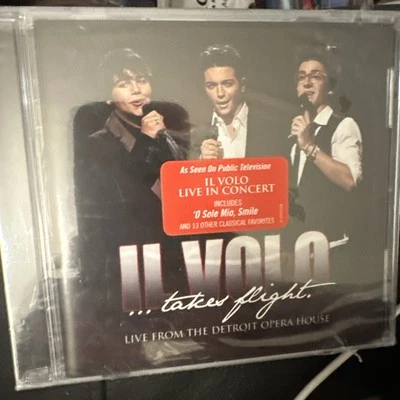 As Seen On Public Television
IL VOLO
LIVE IN CONCERT
INCLUDES
'O Sole Mio, Smile
AND 13 OTHER CLASSICAL FAVORITES
IL VOLO
... takes flight.
LIVE FROM THE DETROIT OPERA HOUSE